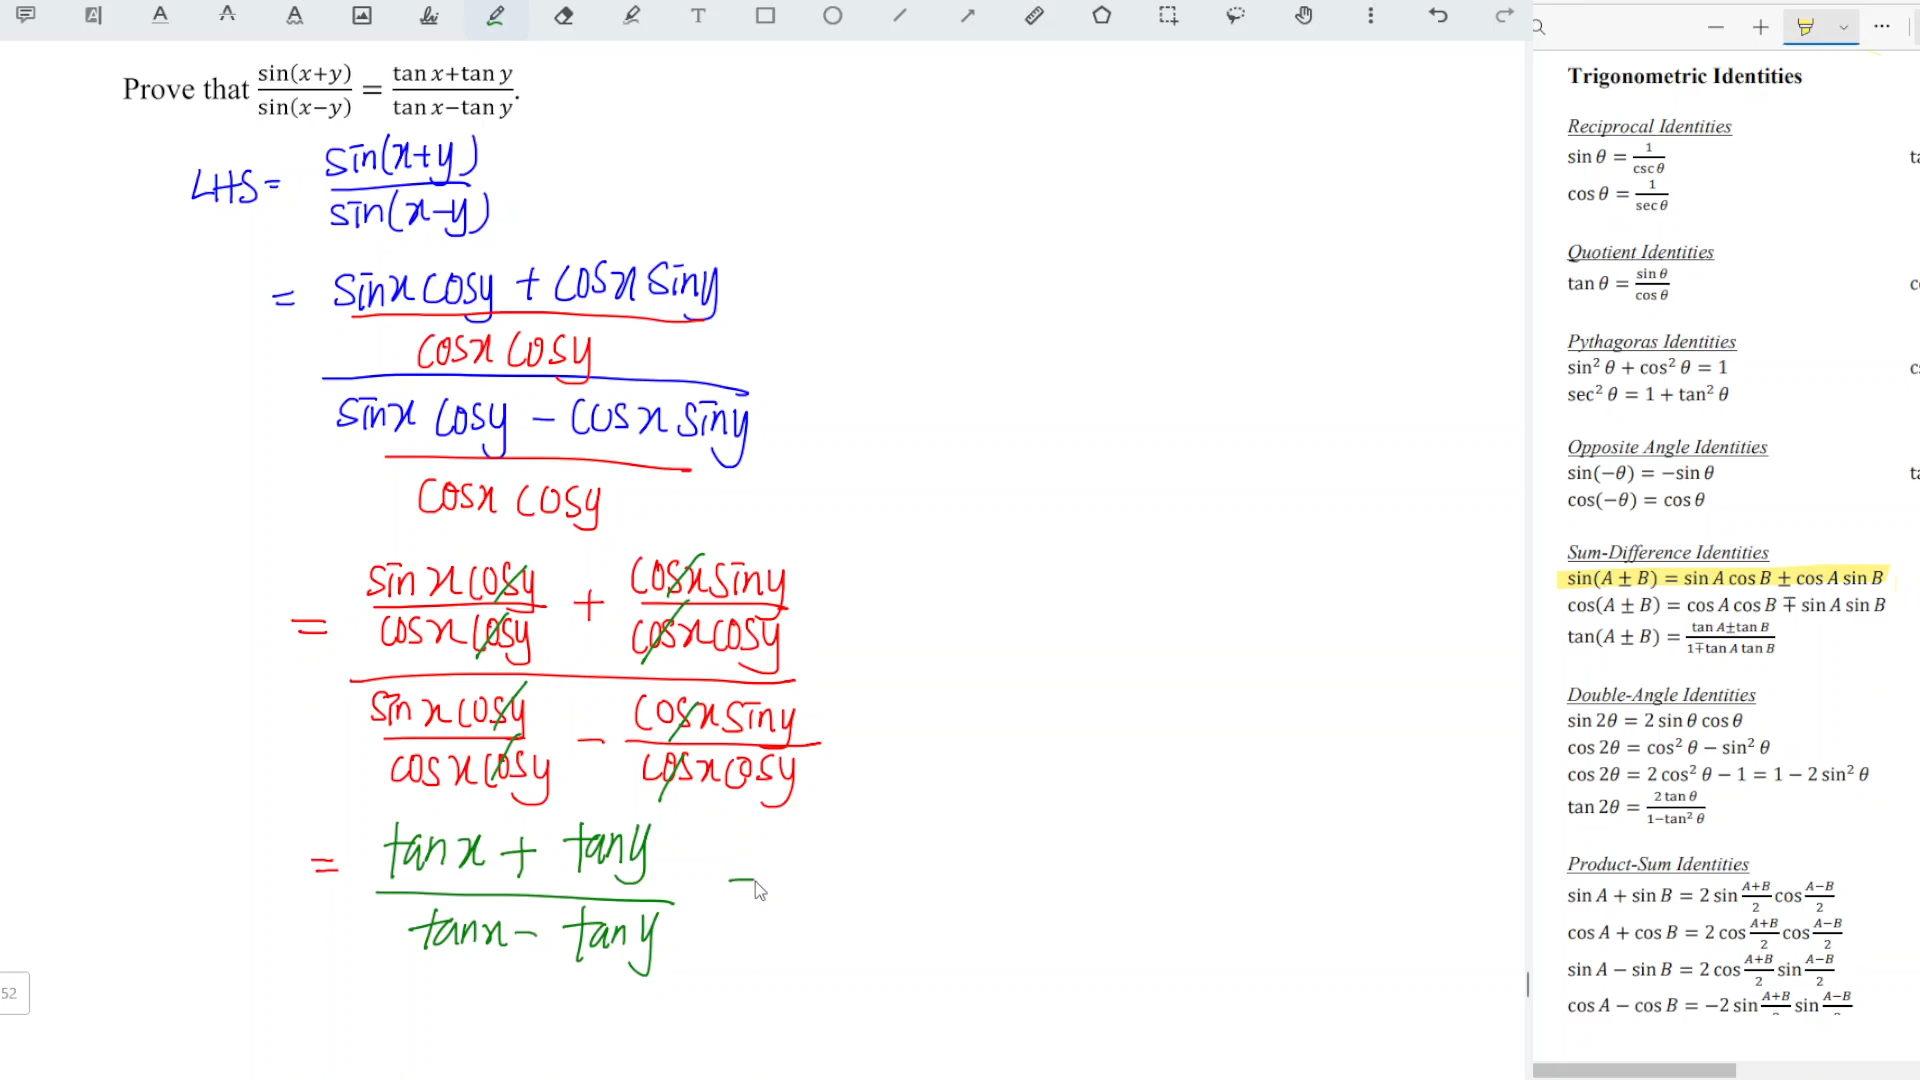 Prove that sin(x+y)/sin(x−y) = tan x+tan y/tan x−tan y.
LHS = sin(x+y)/sin(x−y)
= sinx cosy + cosx siny
cosx cosy
sinx cosy − cosx siny
cosx cosy
= sinx cosy/cosx cosy + cosx siny/cosx cosy
sinx cosy/cosx cosy − cosx siny/cosx cosy
= tanx + tany
tanx − tany
52
Trigonometric Identities
Reciprocal Identities
sin θ = 1/csc θ
cos θ = 1/sec θ
Quotient Identities
tan θ = sin θ/cos θ
Pythagoras Identities
sin² θ + cos² θ = 1
sec² θ = 1 + tan² θ
Opposite Angle Identities
sin(−θ) = −sin θ
cos(−θ) = cos θ
Sum-Difference Identities
sin(A ± B) = sin A cos B ± cos A sin B
cos(A ± B) = cos A cos B ∓ sin A sin B
tan(A ± B) = tan A±tan B/1∓tan A tan B
Double-Angle Identities
sin 2θ = 2 sin θ cos θ
cos 2θ = cos² θ − sin² θ
cos 2θ = 2 cos² θ − 1 = 1 − 2 sin² θ
tan 2θ = 2 tan θ/1−tan² θ
Product-Sum Identities
sin A + sin B = 2 sin A+B/2 cos A−B/2
cos A + cos B = 2 cos A+B/2 cos A−B/2
sin A − sin B = 2 cos A+B/2 sin A−B/2
cos A − cos B = −2 sin A+B/2 sin A−B/2